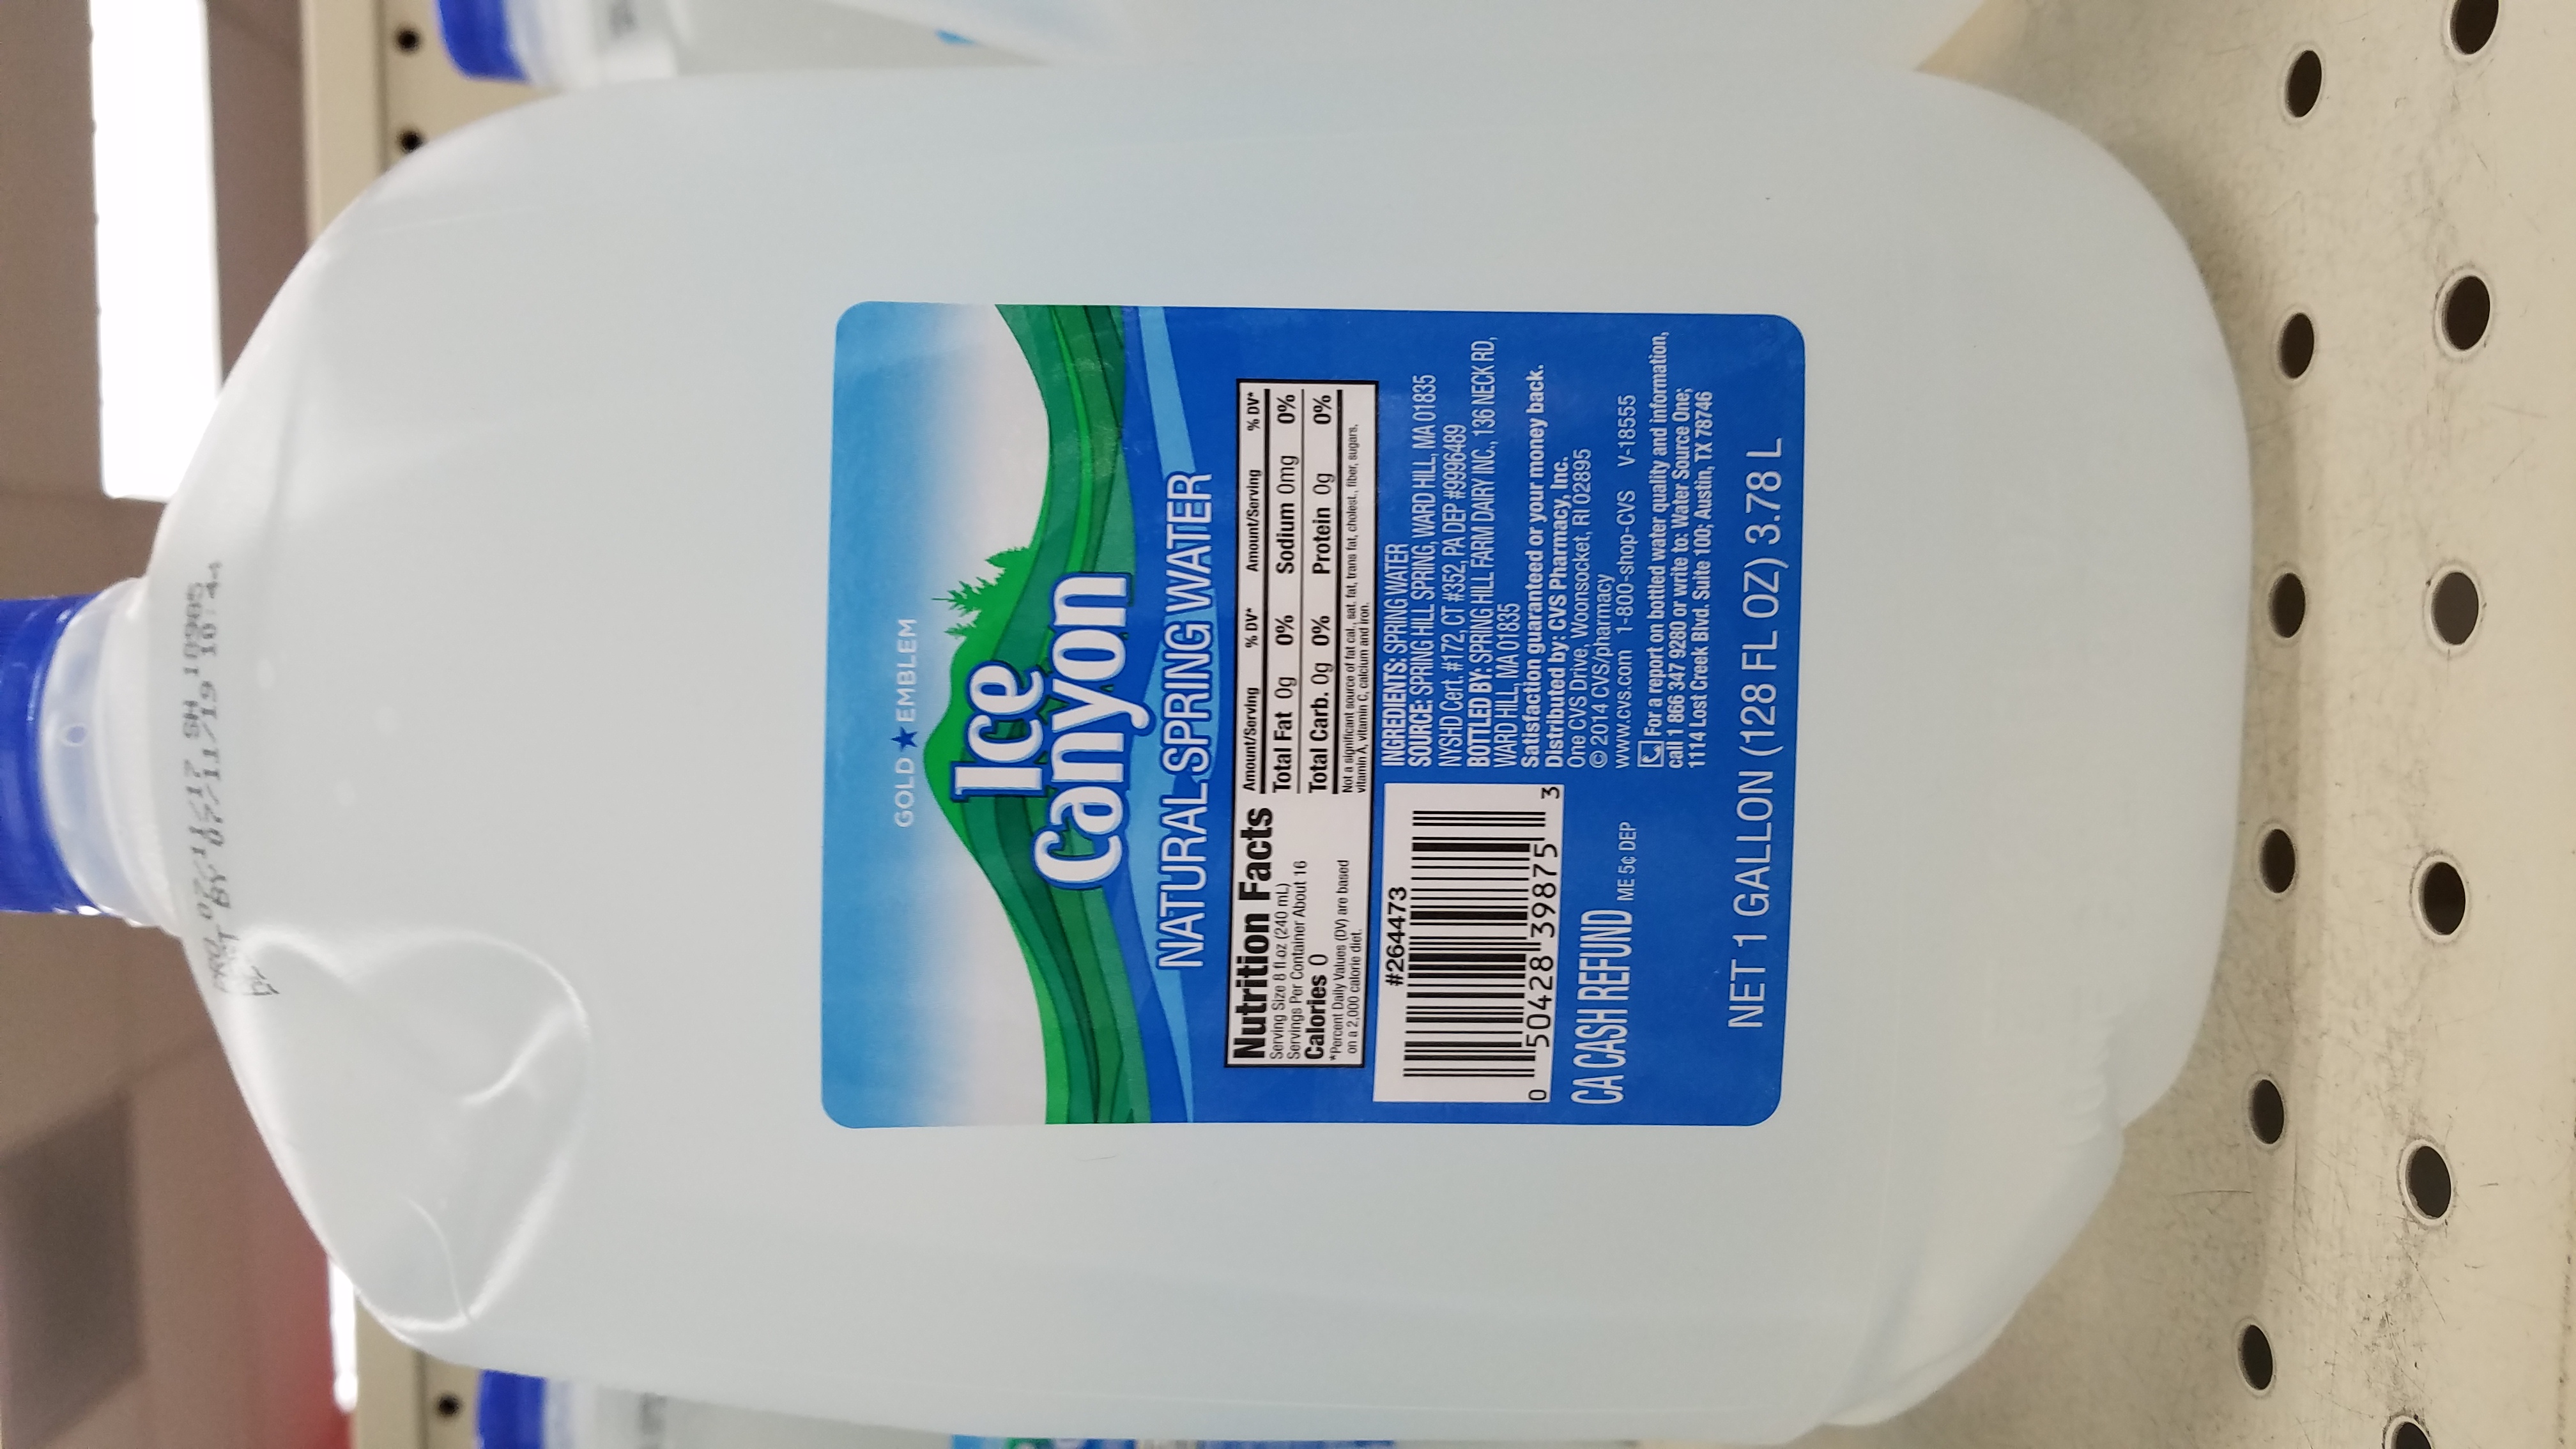 PRO 07/11/17 SH 10985
BEST BY 07/11/19 10:44
GOLD EMBLEM
Ice
Canyon
NATURAL SPRING WATER
Nutrition Facts
Serving Size 8 fl oz (240 mL)
Servings Per Container About 16
Calories 0
*Percent Daily Values (DV) are based
on a 2,000 calorie diet.
Amount/Serving % DV* Amount/Serving % DV*
Total Fat 0g 0% Sodium 0mg 0%
Total Carb. 0g 0% Protein 0g 0%
Not a significant source of fat cal., sat. fat, trans fat, cholest., fiber, sugars,
vitamin A, vitamin C, calcium and iron.
#264473
0 50428 39875 3
CA CASH REFUND ME 5¢ DEP
INGREDIENTS: SPRING WATER
SOURCE: SPRING HILL SPRING, WARD HILL, MA 01835
NYSHD Cert. #172, CT #352, PA DEP #9996489
BOTTLED BY: SPRING HILL FARM DAIRY INC., 136 NECK RD,
WARD HILL, MA 01835
Satisfaction guaranteed or your money back.
Distributed by: CVS Pharmacy, Inc.
One CVS Drive, Woonsocket, RI 02895
© 2014 CVS/pharmacy
www.cvs.com 1-800-shop-CVS V-18555
For a report on bottled water quality and information,
call 1 866 347 9280 or write to: Water Source One;
1114 Lost Creek Blvd. Suite 100; Austin, TX 78746
NET 1 GALLON (128 FL OZ) 3.78 L